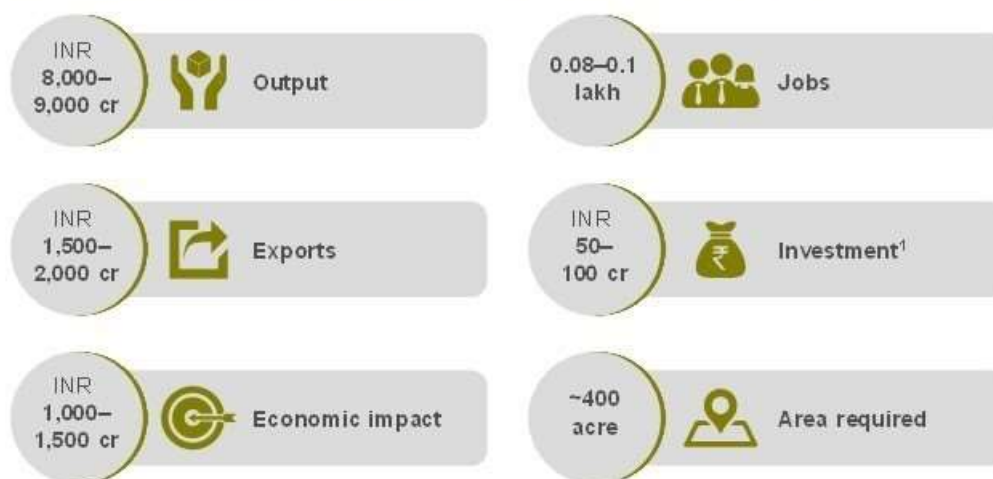 INR
8,000–
9,000 cr
Output
0.08–0.1
lakh
Jobs
INR
1,500–
2,000 cr
Exports
INR
50–
100 cr
₹
Investment¹
INR
1,000–
1,500 cr
Economic impact
~400
acre
Area required